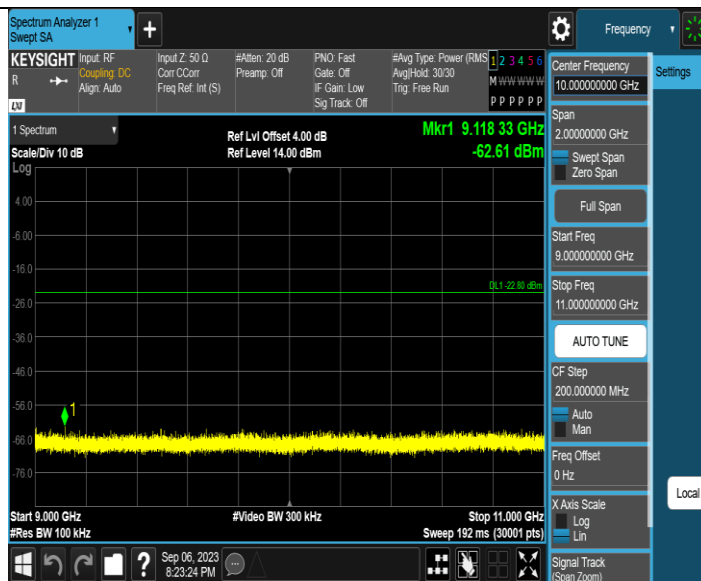 Spectrum Analyzer 1
Swept SA
+
Frequency
KEYSIGHT
R
LXI
Input: RF
Coupling: DC
Align: Auto
Input Z: 50 Ω
Corr CCorr
Freq Ref: Int (S)
#Atten: 20 dB
Preamp: Off
PNO: Fast
Gate: Off
IF Gain: Low
Sig Track: Off
#Avg Type: Power (RMS
Avg|Hold: 30/30
Trig: Free Run
1 2 3 4 5 6
M W W W W W
P P P P P P
1 Spectrum
Scale/Div 10 dB
Log
Ref Lvl Offset 4.00 dB
Ref Level 14.00 dBm
Mkr1 9.118 33 GHz
-62.61 dBm
4.00
-6.00
-16.0
-26.0
-36.0
-46.0
-56.0
-66.0
-76.0
DL1 -22.80 dBm
1
Start 9.000 GHz
#Res BW 100 kHz
#Video BW 300 kHz
Stop 11.000 GHz
Sweep 192 ms (30001 pts)
?
Sep 06, 2023
8:23:24 PM
Center Frequency
10.000000000 GHz
Span
2.00000000 GHz
Swept Span
Zero Span
Full Span
Start Freq
9.000000000 GHz
Stop Freq
11.000000000 GHz
AUTO TUNE
CF Step
200.000000 MHz
Auto
Man
Freq Offset
0 Hz
X Axis Scale
Log
Lin
Signal Track
(Span Zoom)
Settings
Local